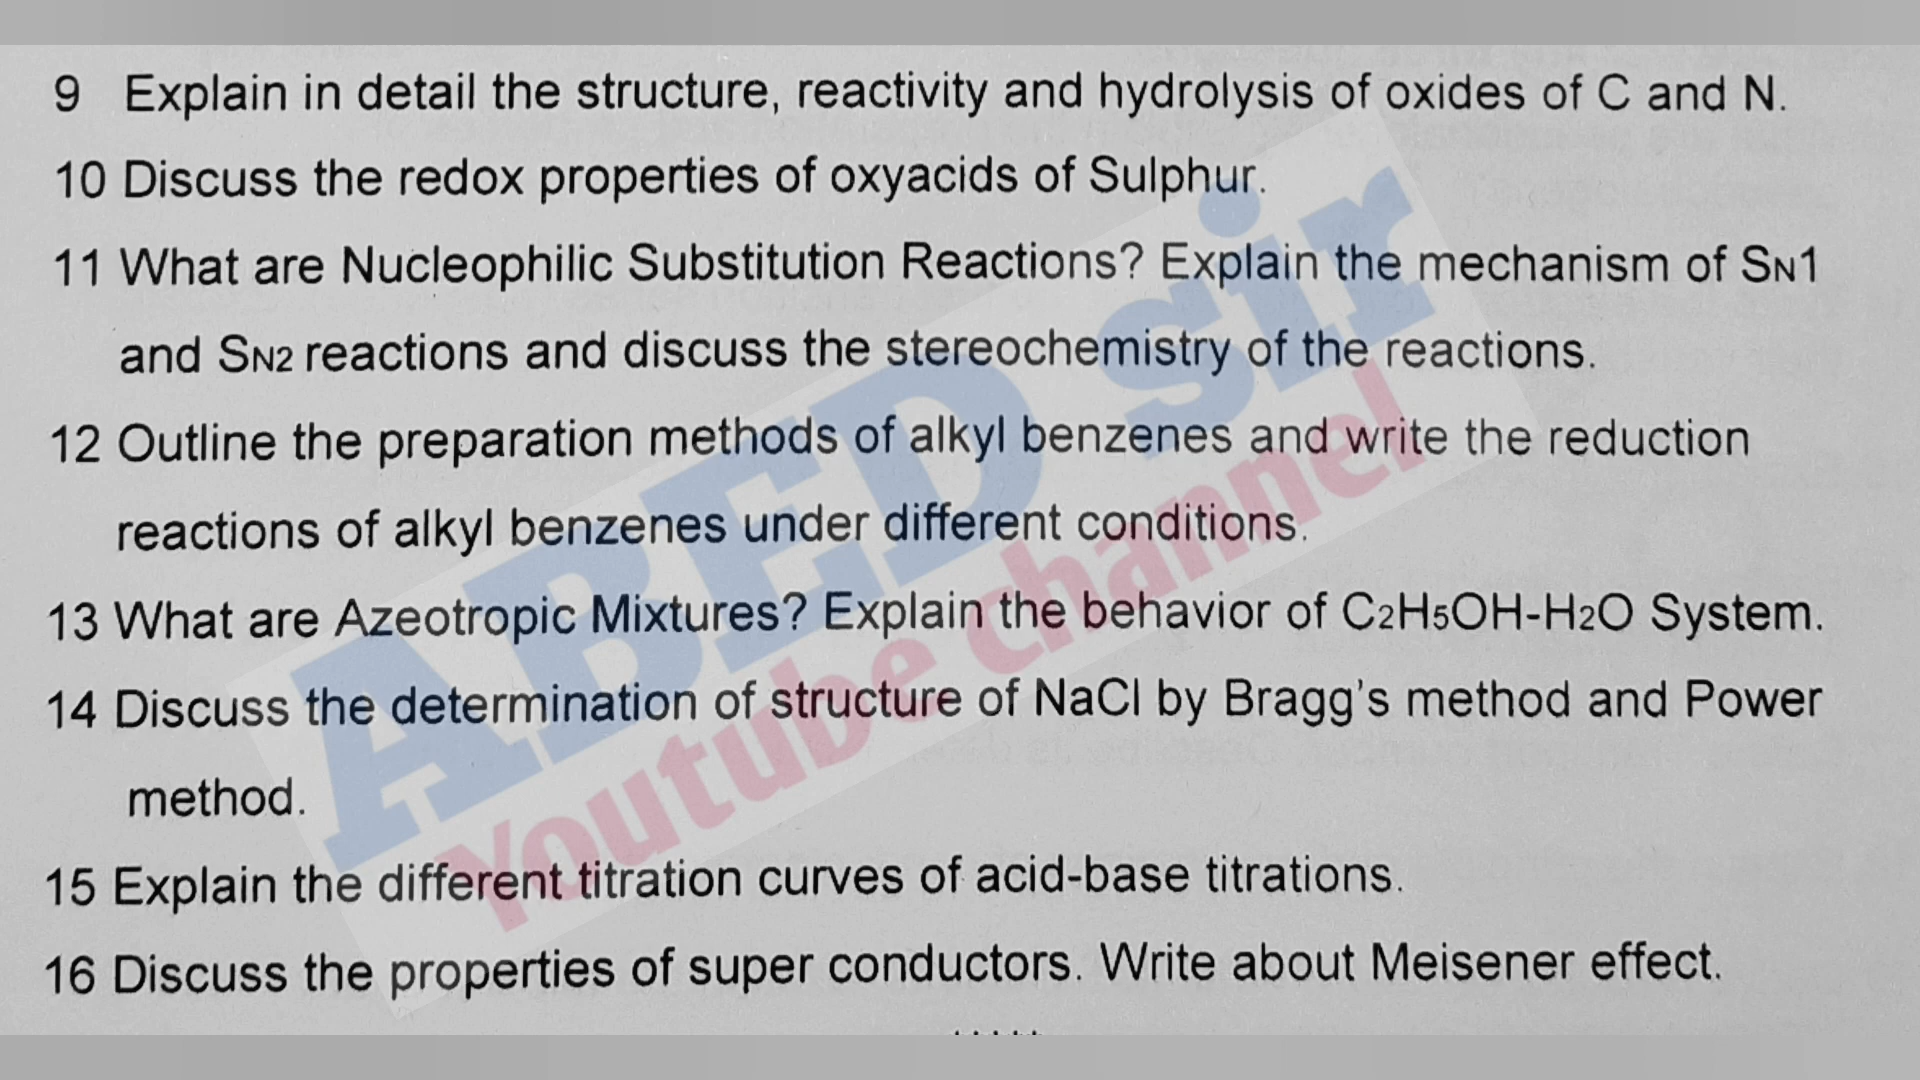 9 Explain in detail the structure, reactivity and hydrolysis of oxides of C and N.
10 Discuss the redox properties of oxyacids of Sulphur.
11 What are Nucleophilic Substitution Reactions? Explain the mechanism of SN1
and SN2 reactions and discuss the stereochemistry of the reactions.
12 Outline the preparation methods of alkyl benzenes and write the reduction
reactions of alkyl benzenes under different conditions.
13 What are Azeotropic Mixtures? Explain the behavior of C2H5OH-H2O System.
14 Discuss the determination of structure of NaCl by Bragg's method and Power
method.
15 Explain the different titration curves of acid-base titrations.
16 Discuss the properties of super conductors. Write about Meisener effect.
ABED sir
Youtube channel